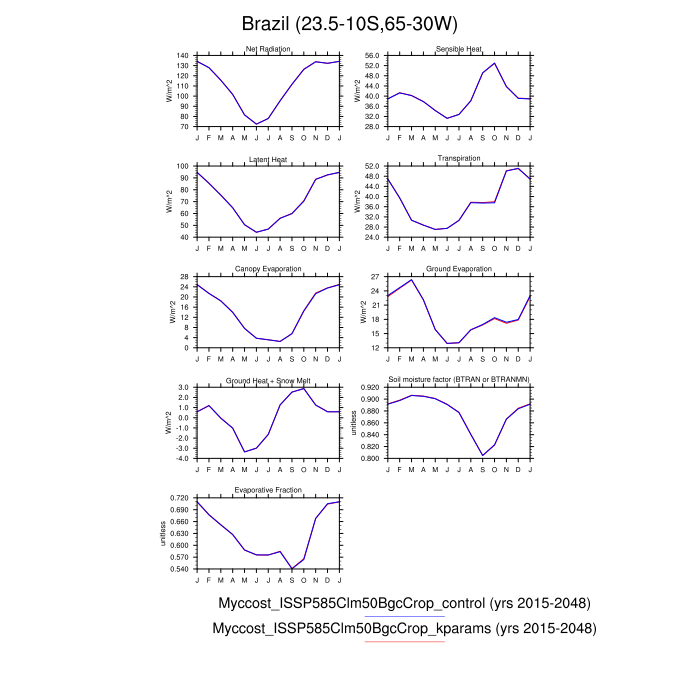 Brazil (23.5-10S,65-30W)
Net Radiation
W/m^2
140
130
120
110
100
90
80
70
J F M A M J J A S O N D J
Sensible Heat
W/m^2
56.0
52.0
48.0
44.0
40.0
36.0
32.0
28.0
J F M A M J J A S O N D J
Latent Heat
W/m^2
100
90
80
70
60
50
40
J F M A M J J A S O N D J
Transpiration
W/m^2
52.0
48.0
44.0
40.0
36.0
32.0
28.0
24.0
J F M A M J J A S O N D J
Canopy Evaporation
W/m^2
28
24
20
16
12
8
4
0
J F M A M J J A S O N D J
Ground Evaporation
W/m^2
27
24
21
18
15
12
J F M A M J J A S O N D J
Ground Heat + Snow Melt
W/m^2
3.0
2.0
1.0
0.0
-1.0
-2.0
-3.0
-4.0
J F M A M J J A S O N D J
Soil moisture factor (BTRAN or BTRANMN)
unitless
0.920
0.900
0.880
0.860
0.840
0.820
0.800
J F M A M J J A S O N D J
Evaporative Fraction
unitless
0.720
0.690
0.660
0.630
0.600
0.570
0.540
J F M A M J J A S O N D J
Myccost_ISSP585Clm50BgcCrop_control (yrs 2015-2048)
Myccost_ISSP585Clm50BgcCrop_kparams (yrs 2015-2048)